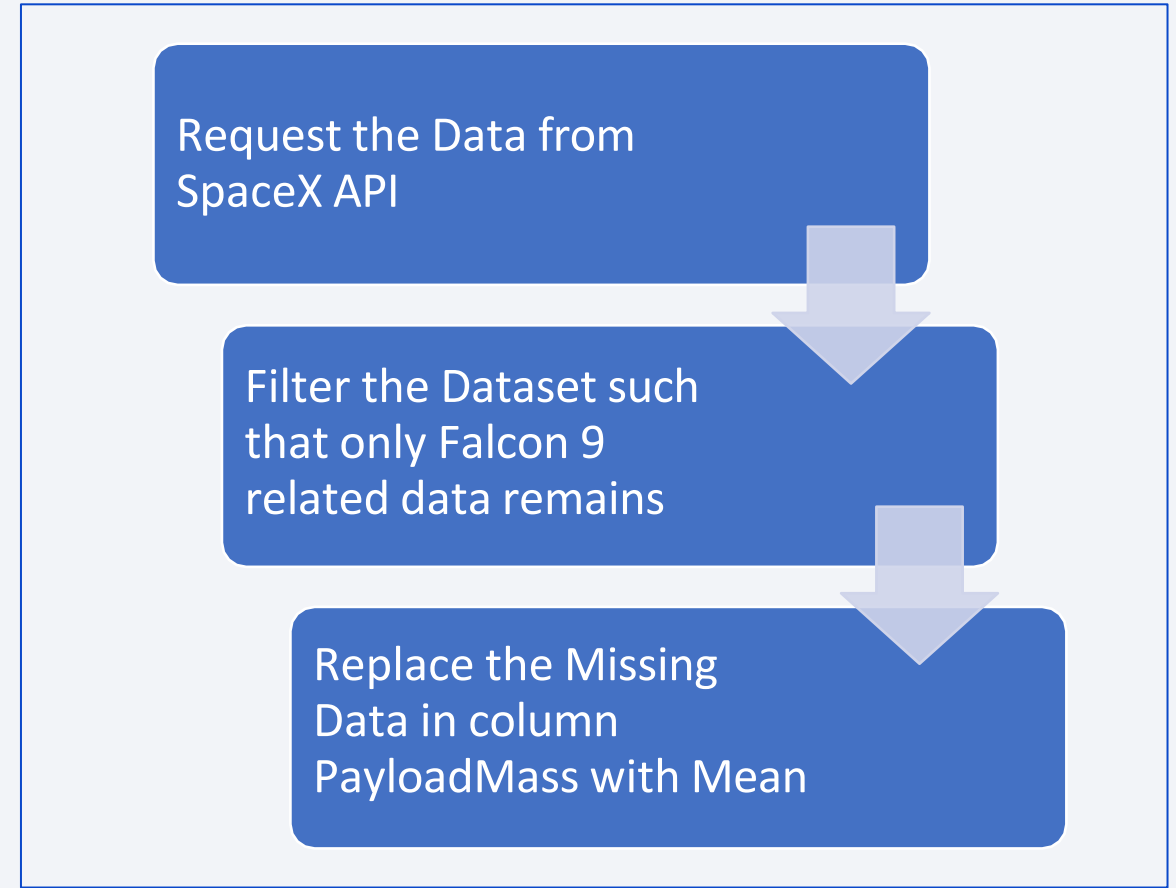 Request the Data from
SpaceX API
Filter the Dataset such
that only Falcon 9
related data remains
Replace the Missing
Data in column
PayloadMass with Mean